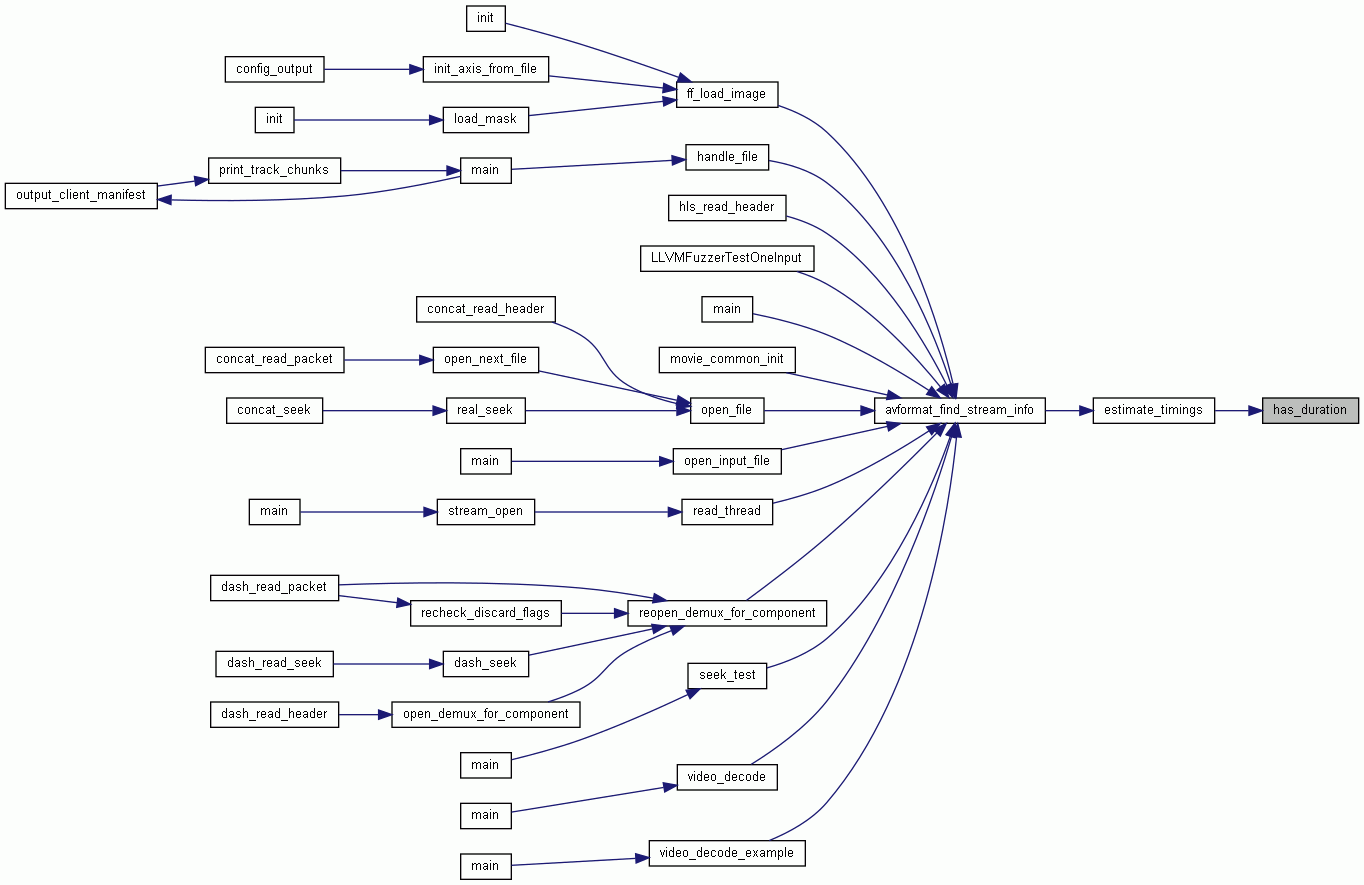 init
config_output
init_axis_from_file
ff_load_image
init
load_mask
handle_file
print_track_chunks
main
output_client_manifest
hls_read_header
LLVMFuzzerTestOneInput
concat_read_header
main
concat_read_packet
open_next_file
movie_common_init
concat_seek
real_seek
open_file
avformat_find_stream_info
estimate_timings
has_duration
main
open_input_file
main
stream_open
read_thread
dash_read_packet
recheck_discard_flags
reopen_demux_for_component
dash_read_seek
dash_seek
seek_test
dash_read_header
open_demux_for_component
main
video_decode
main
video_decode_example
main